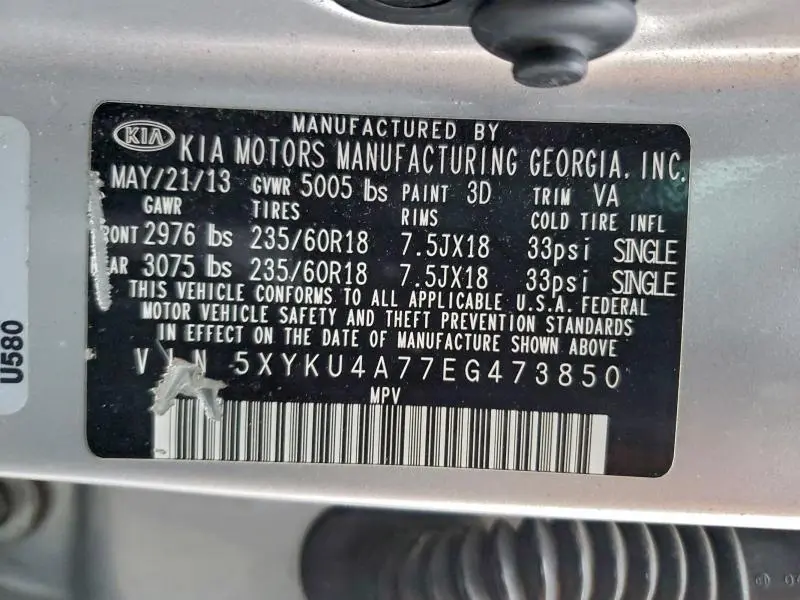 MANUFACTURED BY
KIA KIA MOTORS MANUFACTURING GEORGIA, INC.
MAY/21/13 GVWR 5005 lbs PAINT 3D TRIM VA
GAWR TIRES RIMS COLD TIRE INFL
RONT 2976 lbs 235/60R18 7.5JX18 33psi SINGLE
AR 3075 lbs 235/60R18 7.5JX18 33psi SINGLE
THIS VEHICLE CONFORMS TO ALL APPLICABLE U.S.A. FEDERAL
MOTOR VEHICLE SAFETY AND THEFT PREVENTION STANDARDS
IN EFFECT ON THE DATE OF MANUFACTURE SHOWN ABOVE
V N 5XYKU4A77EG473850
MPV
U580